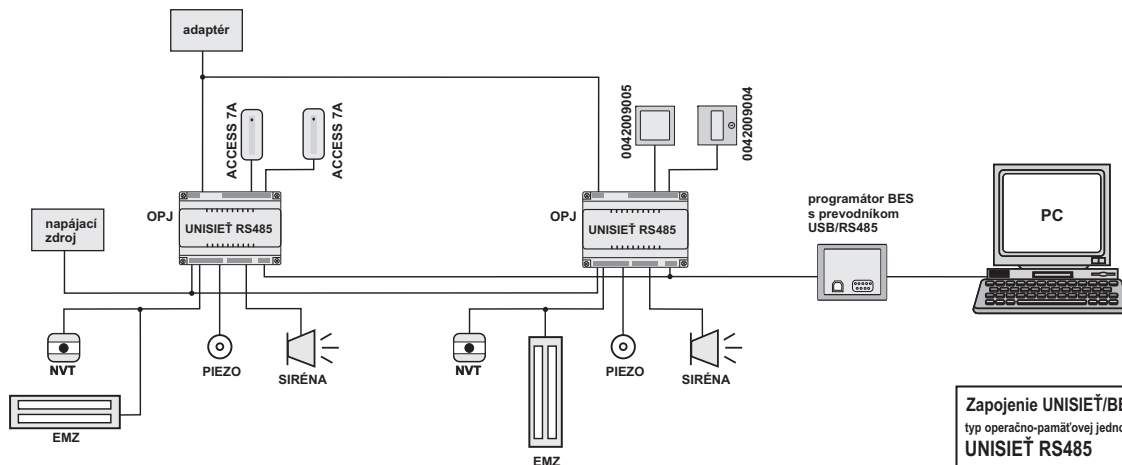 adaptér
ACCESS 7A
ACCESS 7A
0042009005
0042009004
OPJ
UNISIEŤ RS485
OPJ
UNISIEŤ RS485
napájací
zdroj
programátor BES
s prevodníkom
USB/RS485
PC
NVT
PIEZO
SIRÉNA
NVT
PIEZO
SIRÉNA
EMZ
EMZ
Zapojenie UNISIEŤ/BE
typ operačno-pamäťovej jedno
UNISIEŤ RS485